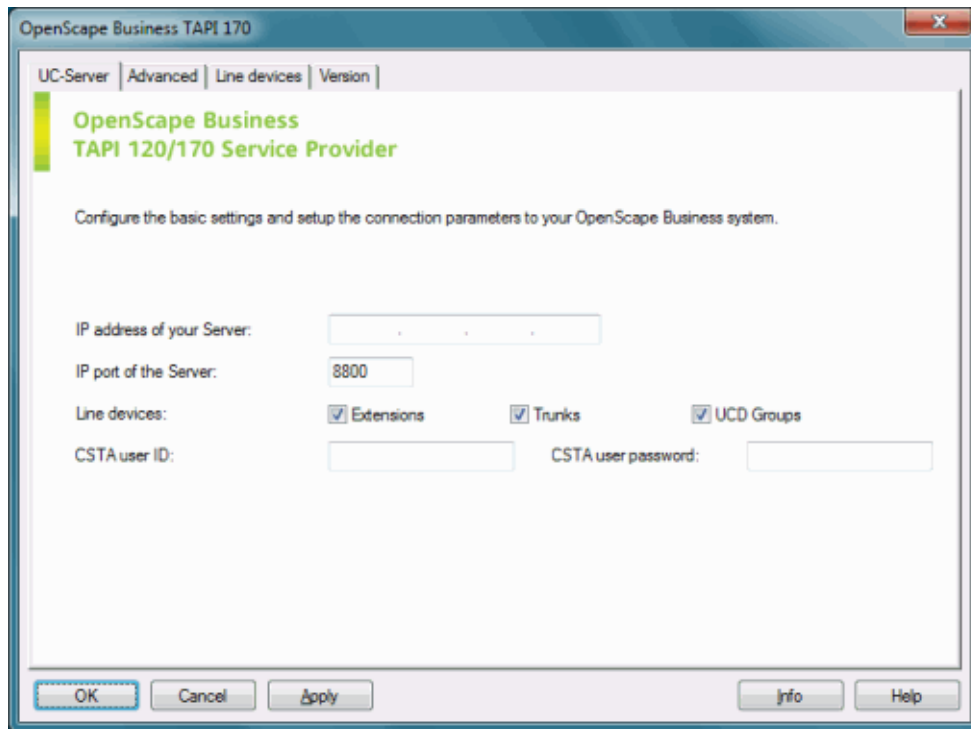 OpenScape Business TAPI 170
UC-Server Advanced Line devices Version
OpenScape Business
TAPI 120/170 Service Provider
Configure the basic settings and setup the connection parameters to your OpenScape Business system.
IP address of your Server: . . .
IP port of the Server: 8800
Line devices: Extensions Trunks UCD Groups
CSTA user ID: CSTA user password:
OK Cancel Apply Info Help